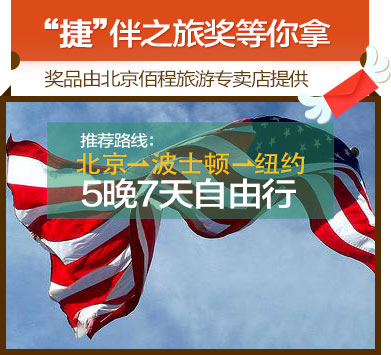 “捷”伴之旅奖等你拿
奖品由北京佰程旅游专卖店提供
推荐路线：
北京—波士顿—纽约
5晚7天自由行